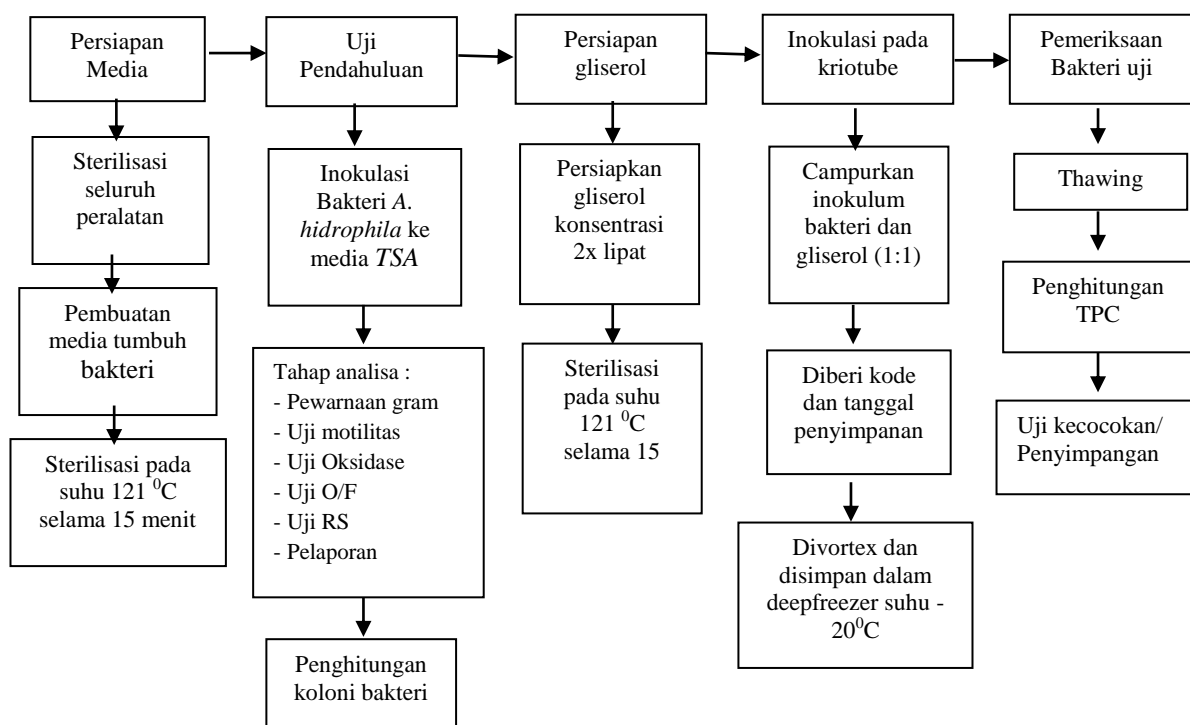 Persiapan
Media
Uji
Pendahuluan
Persiapan
gliserol
Inokulasi pada
kriotube
Pemeriksaan
Bakteri uji
Sterilisasi
seluruh
peralatan
Pembuatan
media tumbuh
bakteri
Sterilisasi pada
suhu 121 ⁰C
selama 15 menit
Inokulasi
Bakteri A.
hidrophila ke
media TSA
Tahap analisa :
- Pewarnaan gram
- Uji motilitas
- Uji Oksidase
- Uji O/F
- Uji RS
- Pelaporan
Penghitungan
koloni bakteri
Persiapkan
gliserol
konsentrasi
2x lipat
Sterilisasi
pada suhu
121 ⁰C
selama 15
Campurkan
inokulum
bakteri dan
gliserol (1:1)
Diberi kode
dan tanggal
penyimpanan
Divortex dan
disimpan dalam
deepfreezer suhu -
20⁰C
Thawing
Penghitungan
TPC
Uji kecocokan/
Penyimpangan